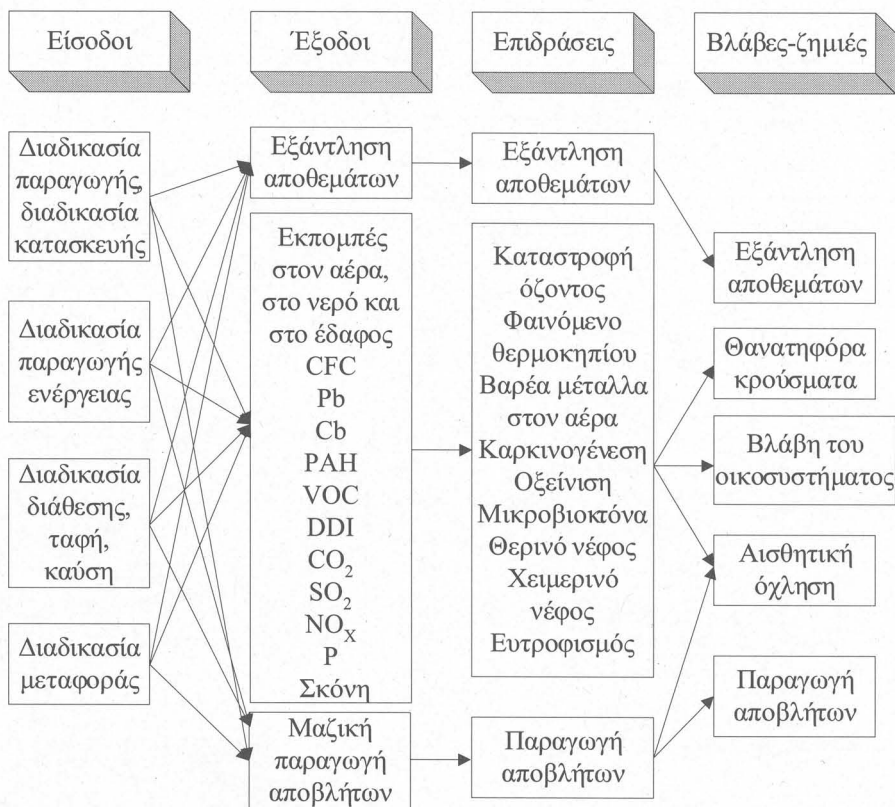 Είσοδοι
Έξοδοι
Επιδράσεις
Βλάβες-ζημιές
Διαδικασία
παραγωγής,
διαδικασία
κατασκευής
Διαδικασία
παραγωγής
ενέργειας
Διαδικασία
διάθεσης,
ταφή,
καύση
Διαδικασία
μεταφοράς
Εξάντληση
αποθεμάτων
Εκπομπές
στον αέρα,
στο νερό και
στο έδαφος
CFC
Pb
Cb
PAH
VOC
DDI
CO₂
SO₂
NOₓ
P
Σκόνη
Μαζική
παραγωγή
αποβλήτων
Εξάντληση
αποθεμάτων
Καταστροφή
όζοντος
Φαινόμενο
θερμοκηπίου
Βαρέα μέταλλα
στον αέρα
Καρκινογένεση
Οξείνιση
Μικροβιοκτόνα
Θερινό νέφος
Χειμερινό
νέφος
Ευτροφισμός
Παραγωγή
αποβλήτων
Εξάντληση
αποθεμάτων
Θανατηφόρα
κρούσματα
Βλάβη του
οικοσυστήματος
Αισθητική
όχληση
Παραγωγή
αποβλήτων